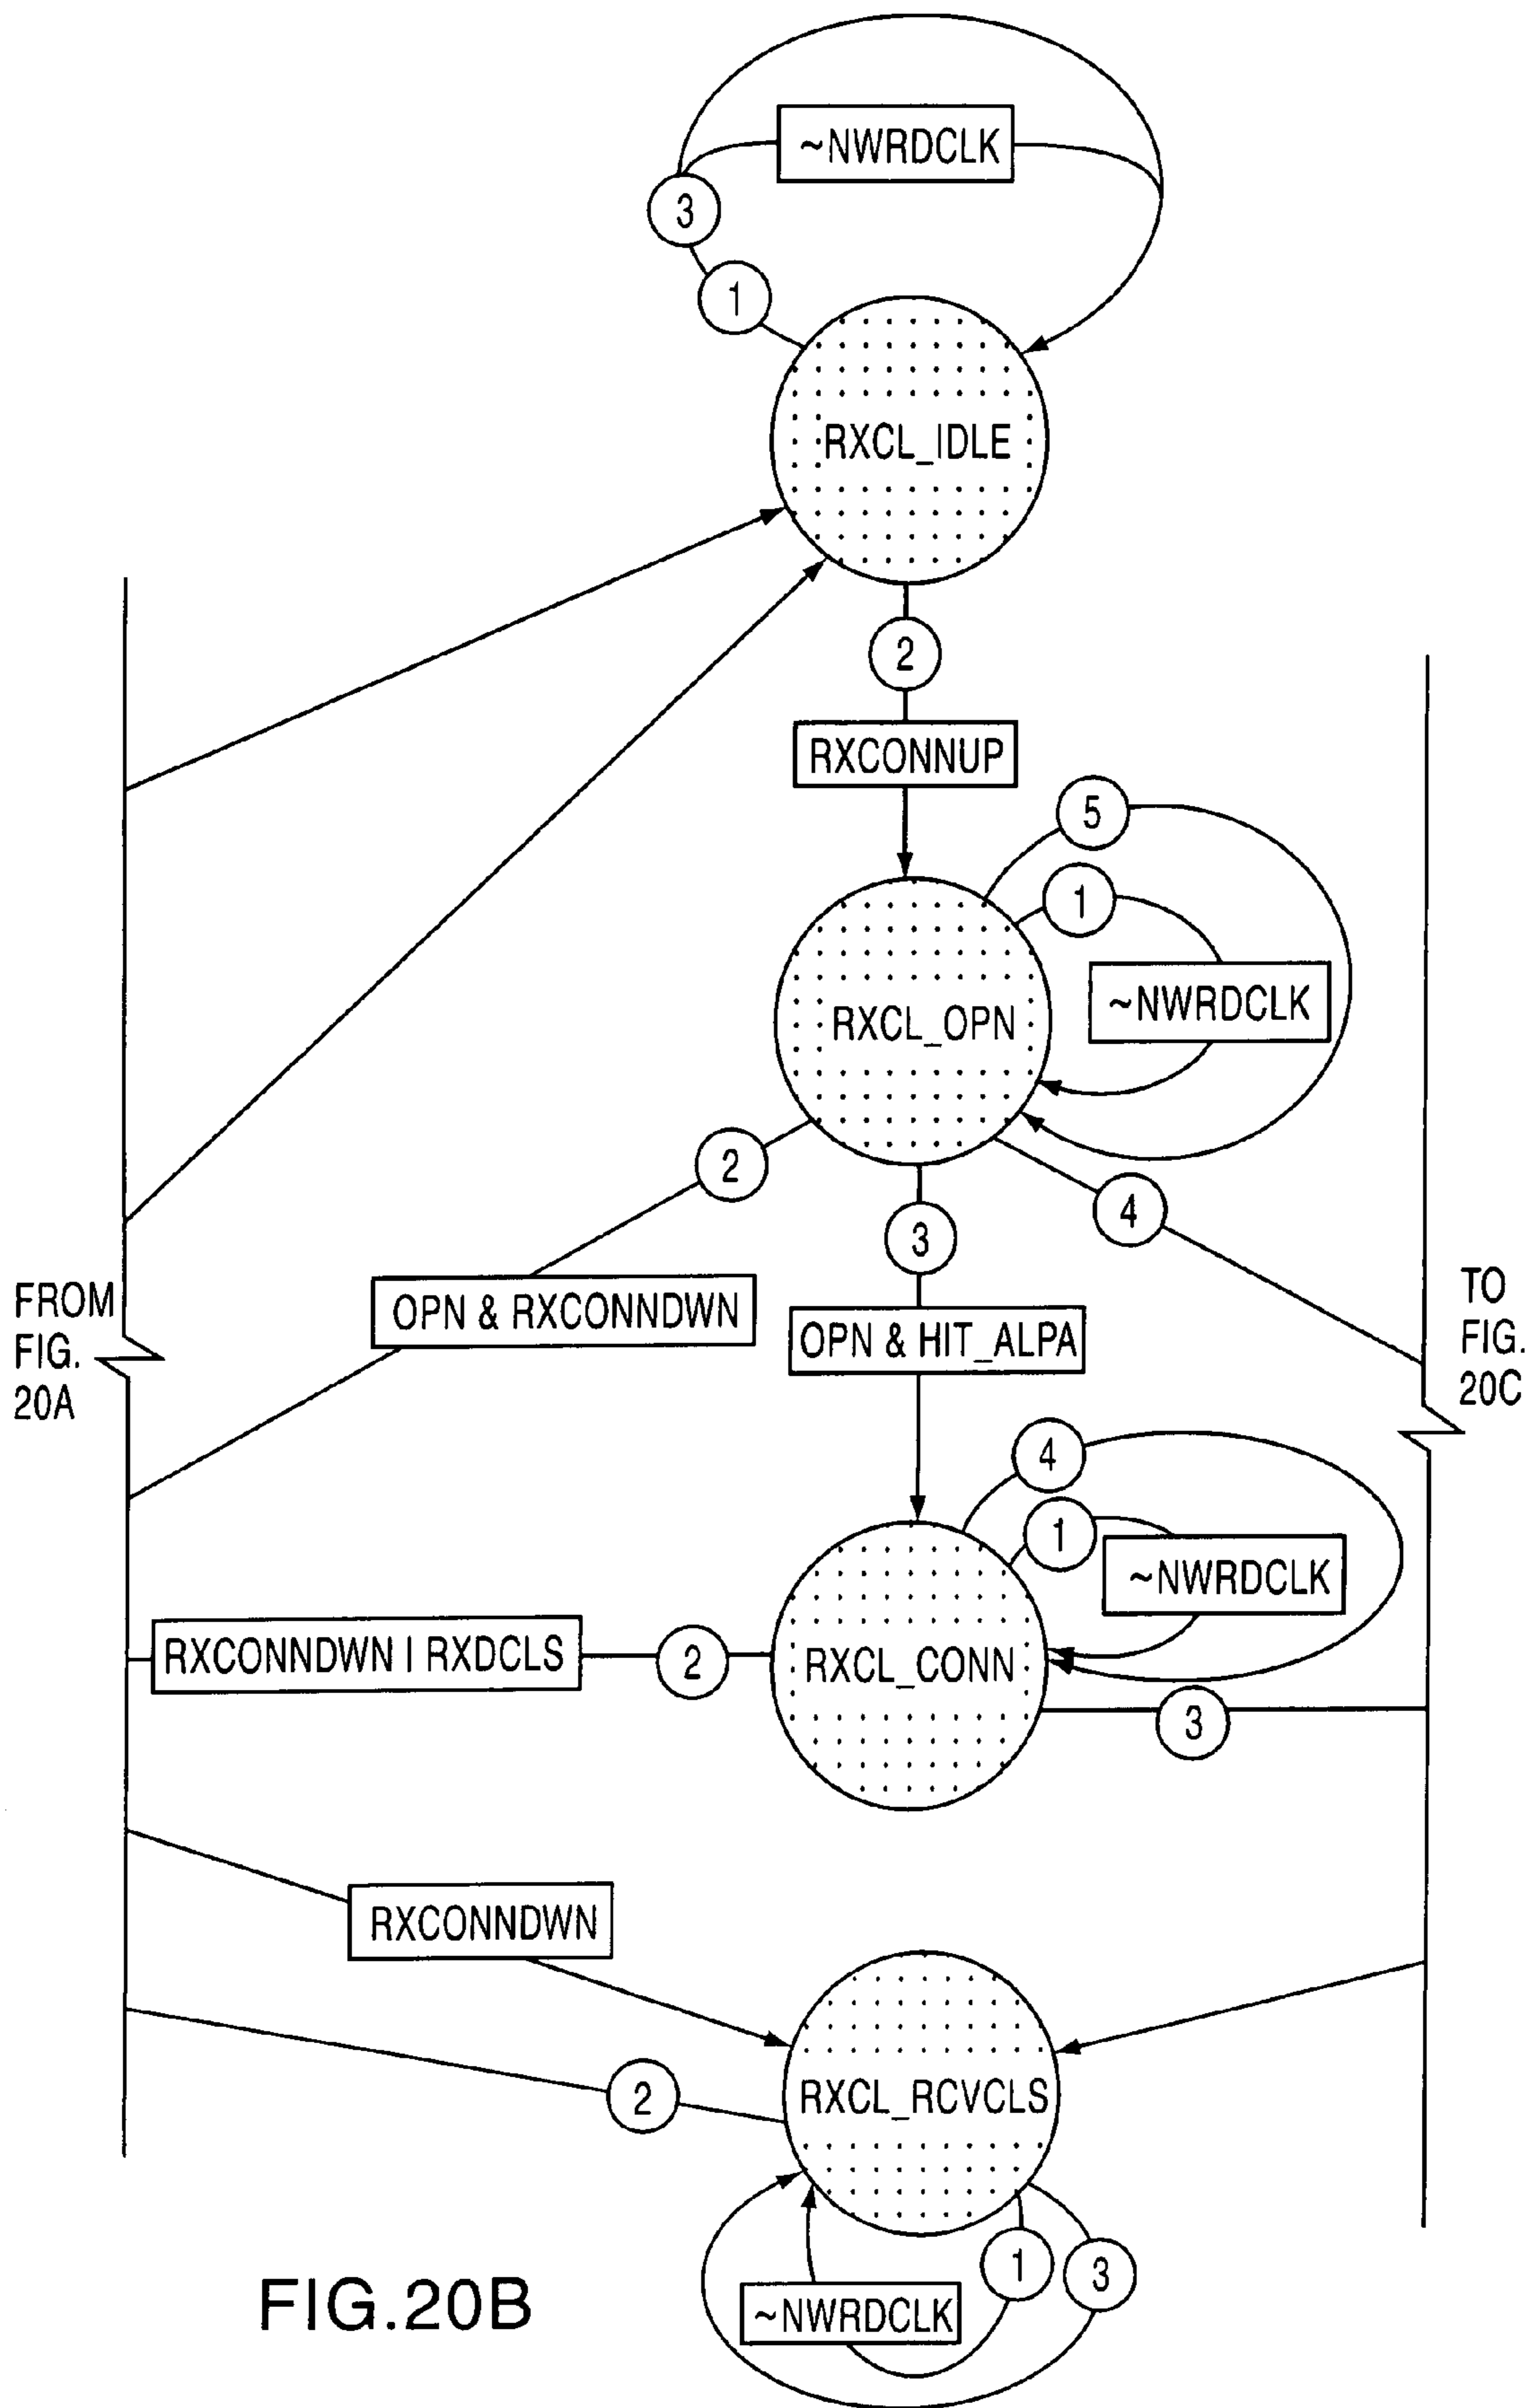 ~NWRDCLK
3
1
RXCL_IDLE
2
RXCONNUP
5
1
~NWRDCLK
RXCL_OPN
2
4
3
FROM
FIG.
20A
OPN & RXCONNDWN
OPN & HIT_ALPA
TO
FIG.
20C
4
1
~NWRDCLK
RXCONNDWN | RXDCLS
2
RXCL_CONN
3
RXCONNDWN
2
RXCL_RCVCLS
1
3
~NWRDCLK
FIG.20B